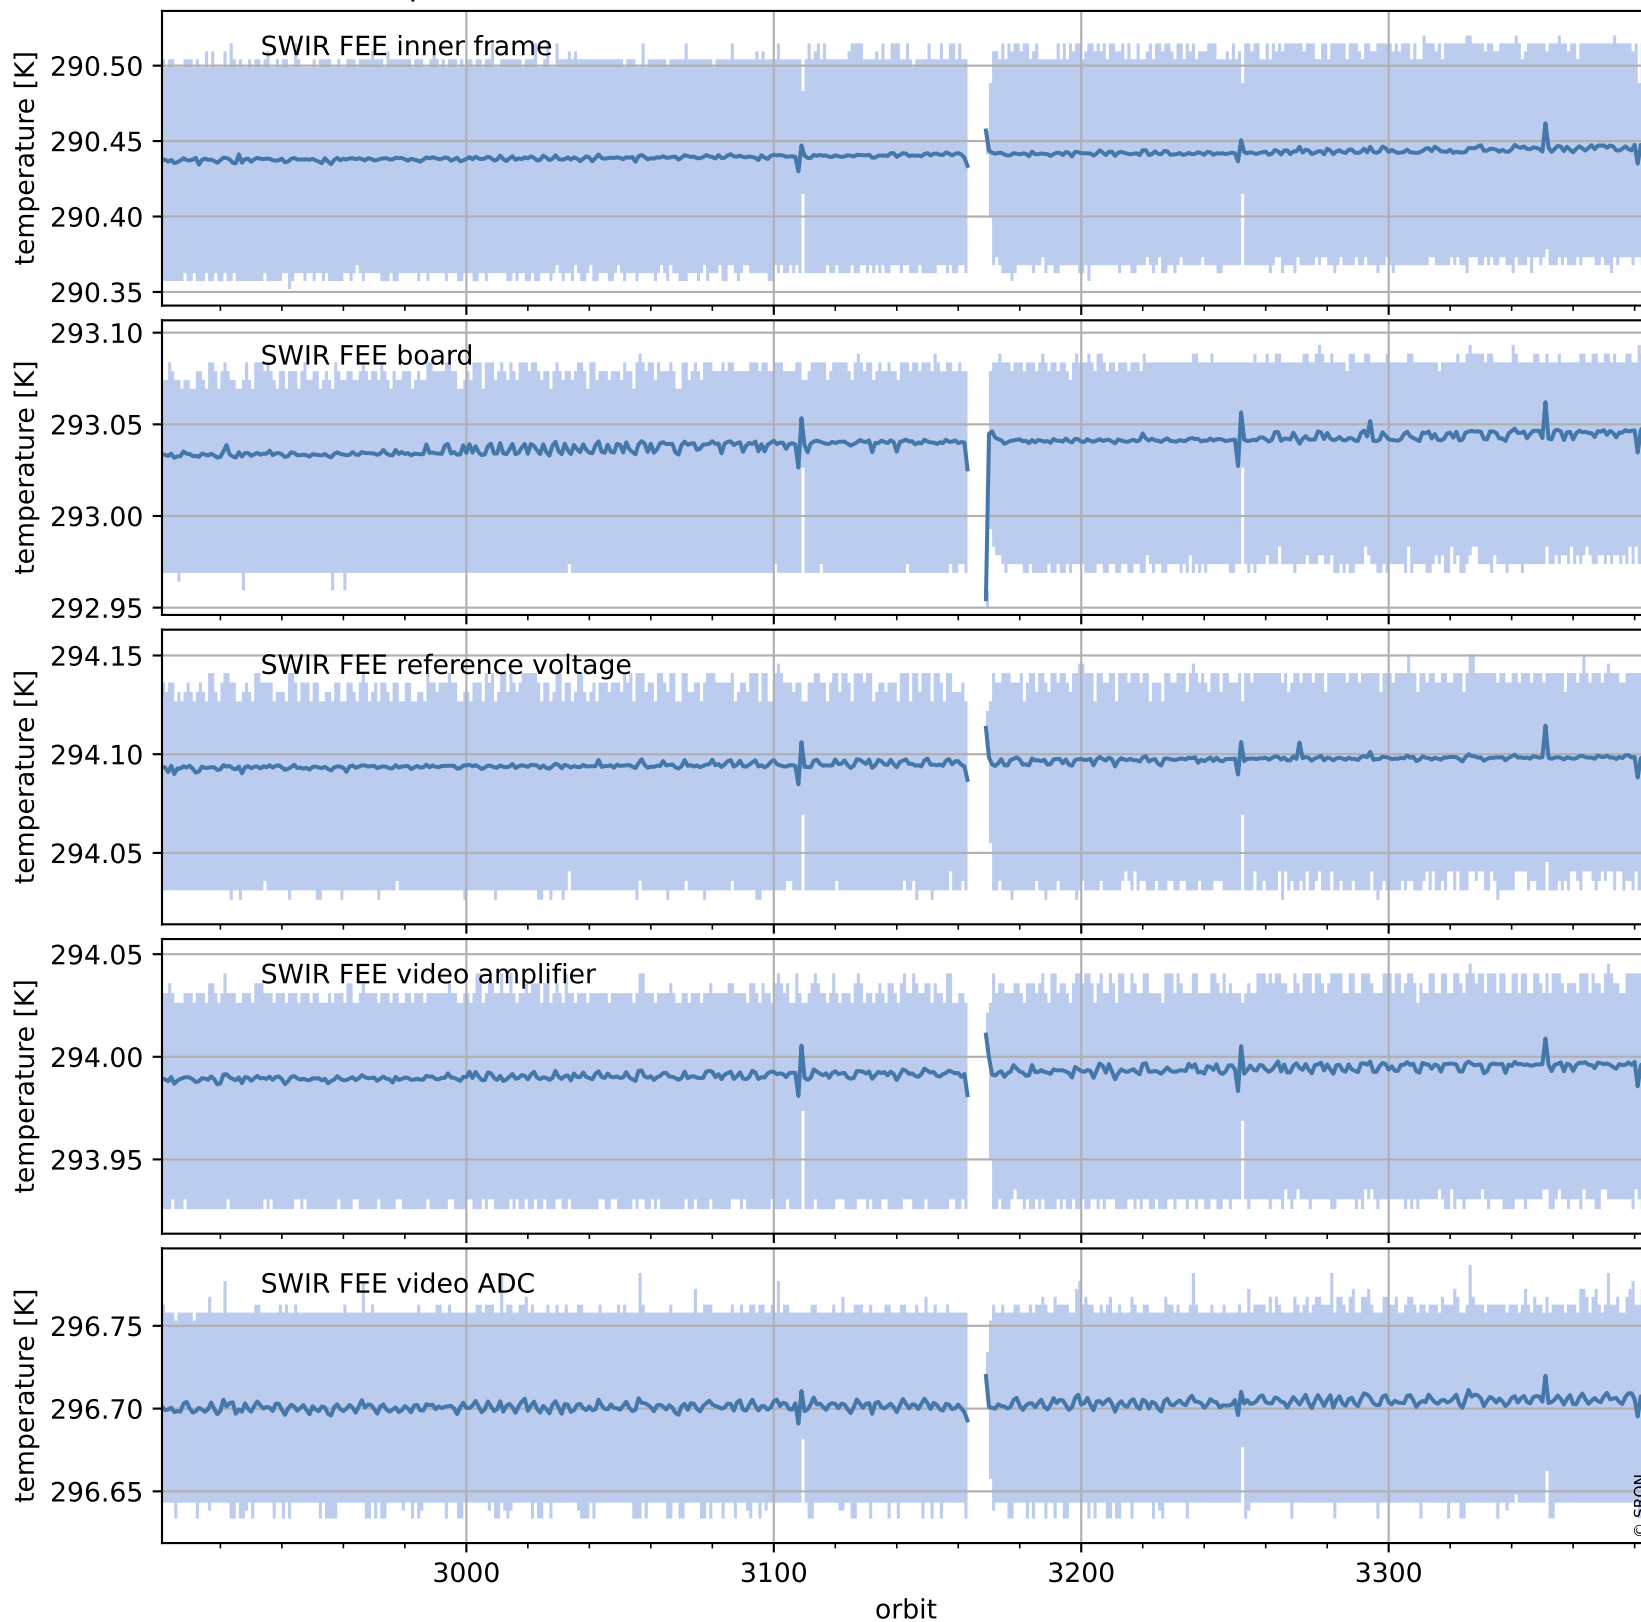 SWIR FEE inner frame
temperature [K]
290.50
290.45
290.40
290.35
SWIR FEE board
temperature [K]
293.10
293.05
293.00
292.95
SWIR FEE reference voltage
temperature [K]
294.15
294.10
294.05
SWIR FEE video amplifier
temperature [K]
294.05
294.00
293.95
SWIR FEE video ADC
temperature [K]
296.75
296.70
296.65
3000 3100 3200 3300
orbit
© SRON